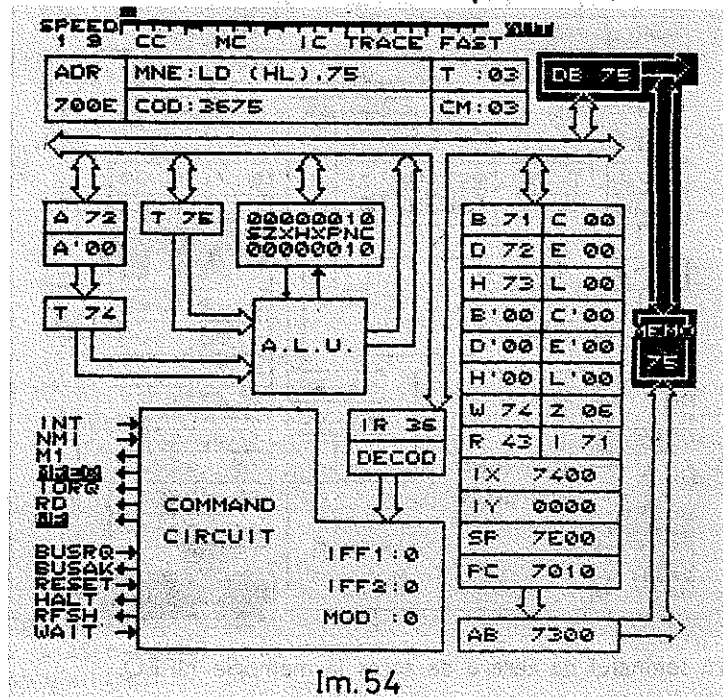 SPEED
CC MC IC TRACE FAST
ADR MNE:LD (HL),75 T :03
700E COD:3675 CM:03
DB 75
A 72
A'00
T 74
T 75
00000010
SZXHXPNC
00000010
A.L.U.
B 71 C 00
D 72 E 00
H 73 L 00
B'00 C'00
D'00 E'00
H'00 L'00
W 74 Z 06
R 43 I 71
IX 7400
IY 0000
SP 7E00
PC 7010
AB 7300
MEMO
75
IR 36
DECOD
INT
NMI
M1
MREQ
IORQ
RD
WR
BUSRQ
BUSAK
RESET
HALT
RFSH
WAIT
COMMAND
CIRCUIT
IFF1:0
IFF2:0
MOD :0
Im.54